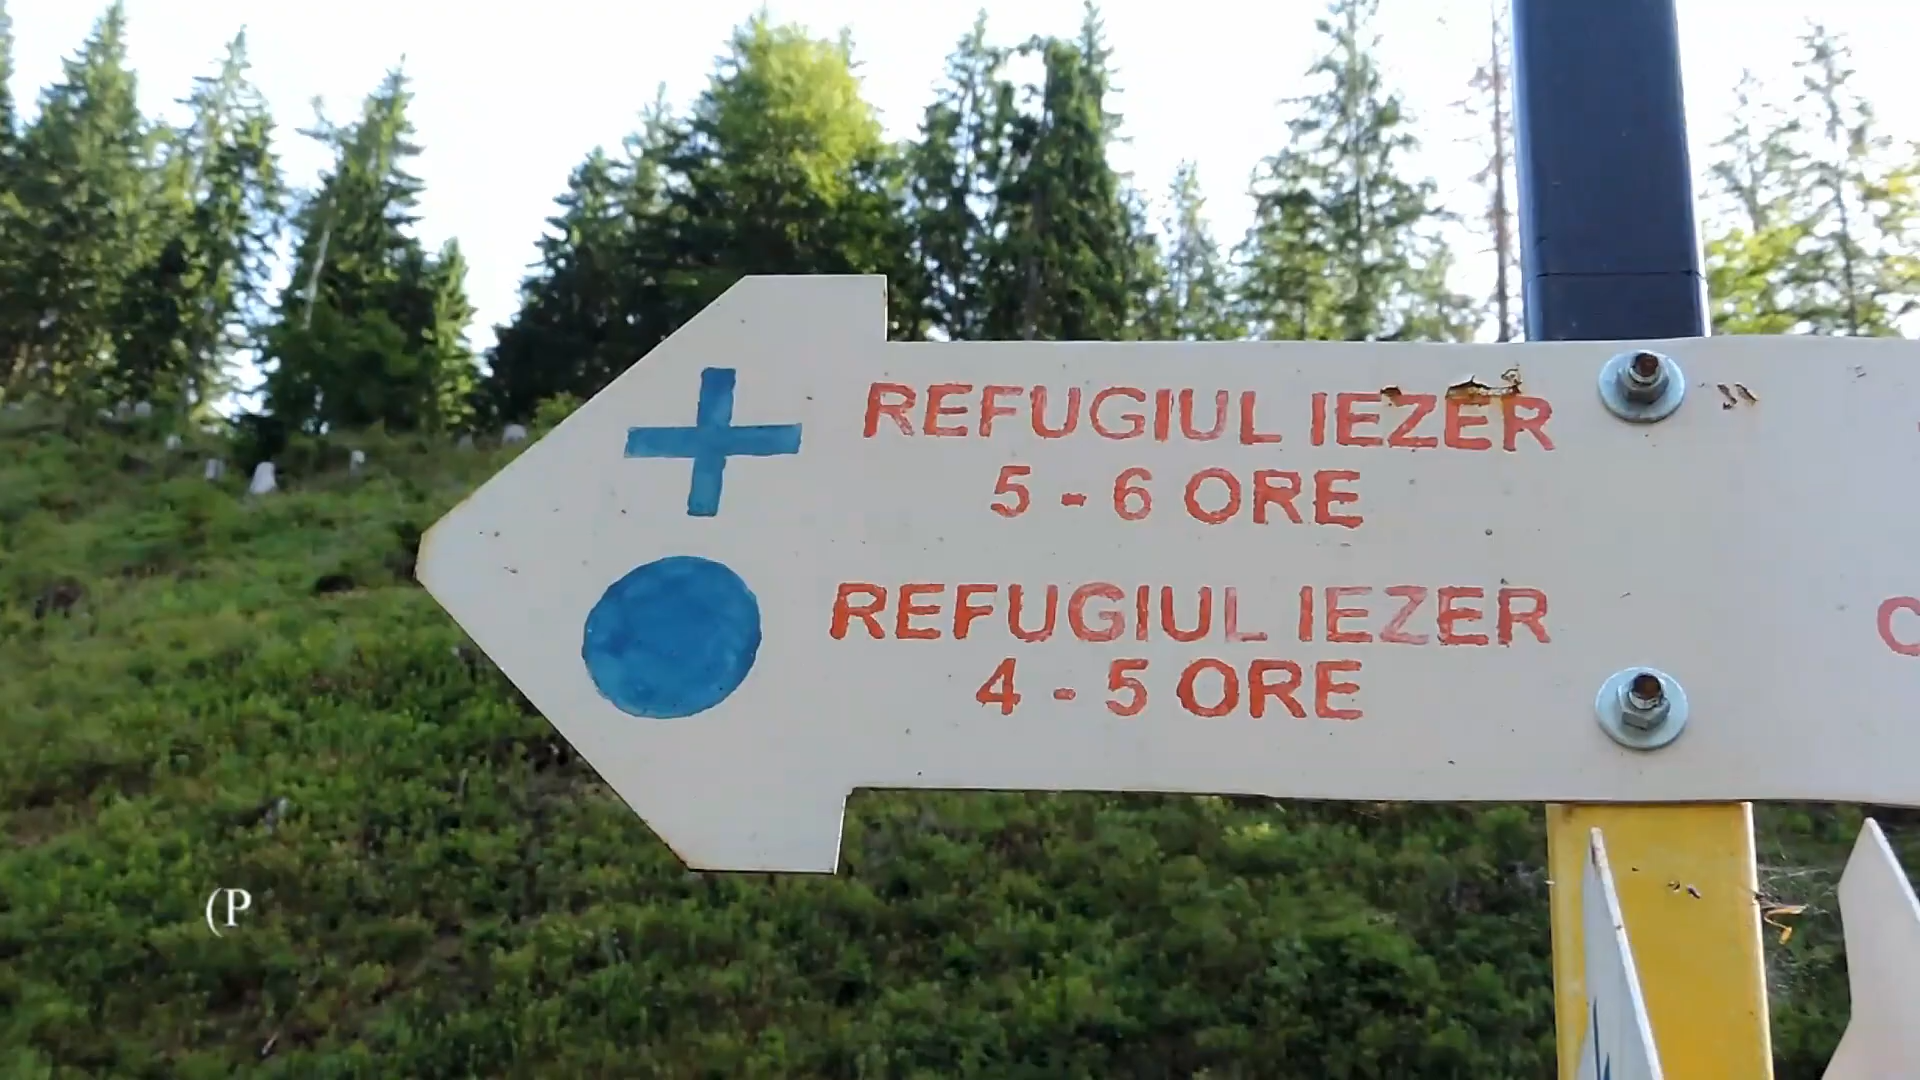 REFUGIUL IEZER
5 - 6 ORE
REFUGIUL IEZER
4 - 5 ORE
C
(P